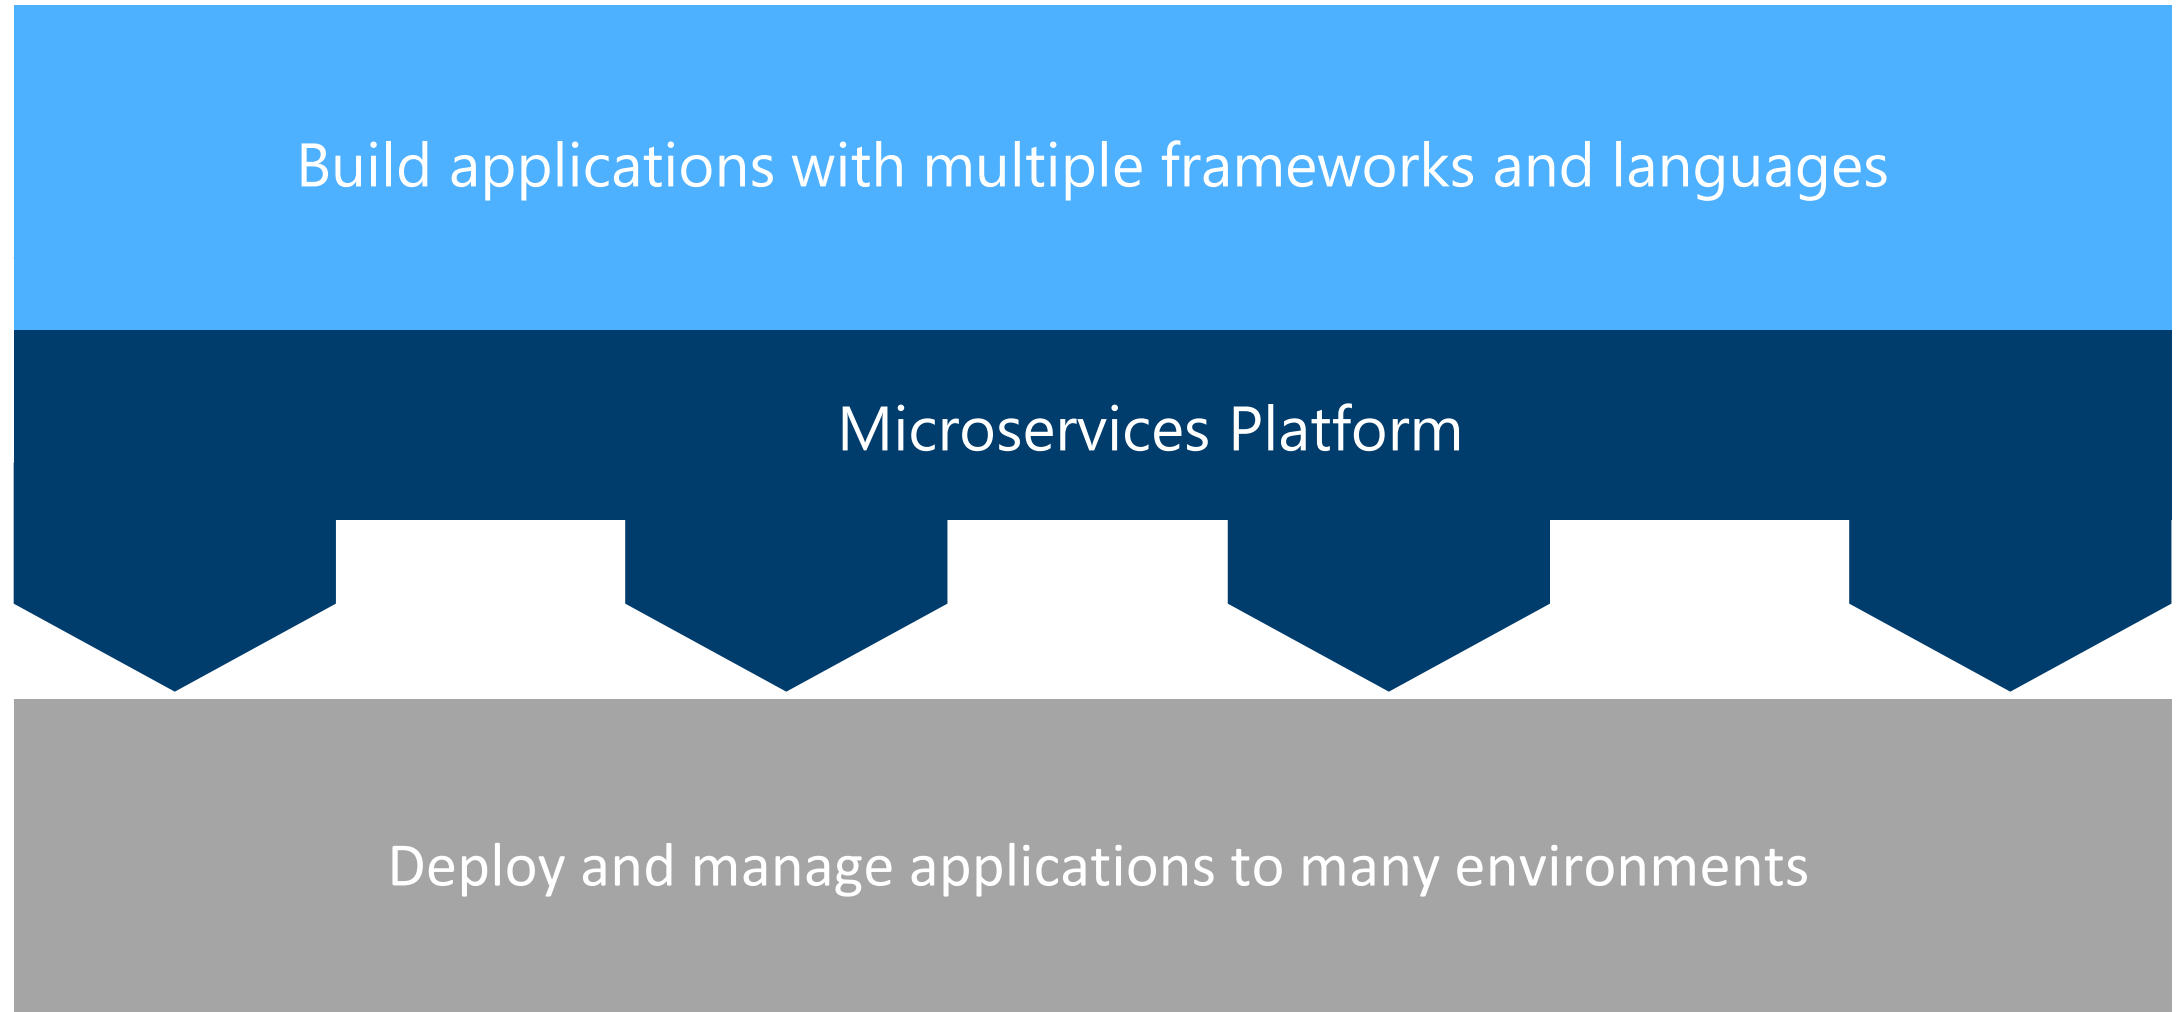 Build applications with multiple frameworks and languages
Microservices Platform
Deploy and manage applications to many environments